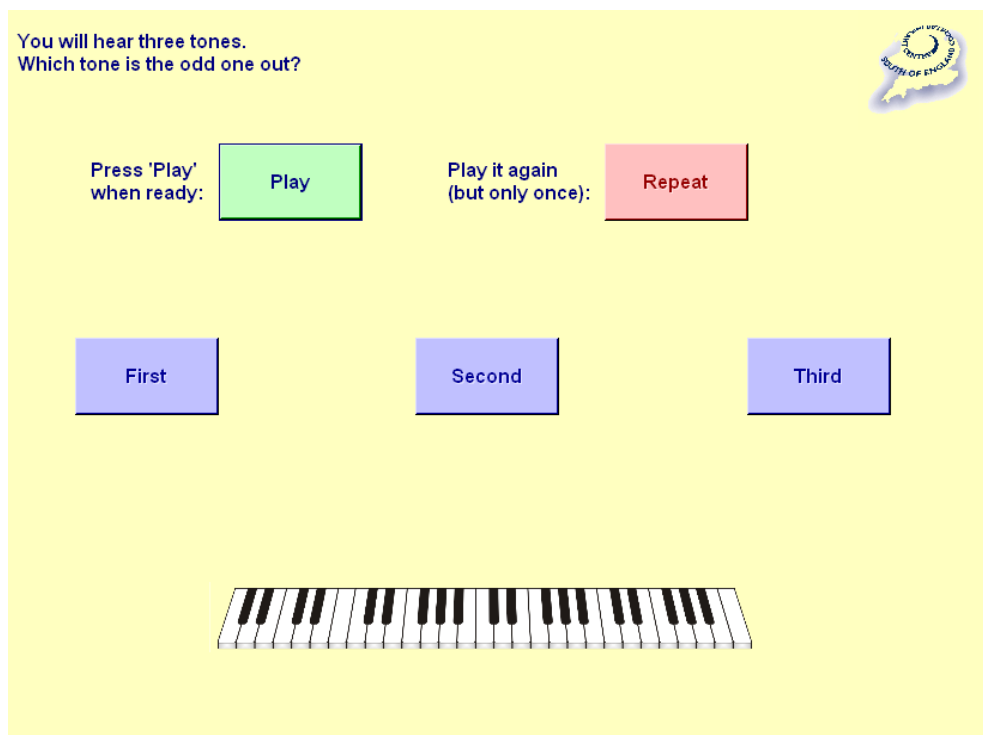 You will hear three tones.
Which tone is the odd one out?
Press 'Play'
when ready:
Play
Play it again
(but only once):
Repeat
First
Second
Third
CENTRE
SOUTH OF ENGLAND